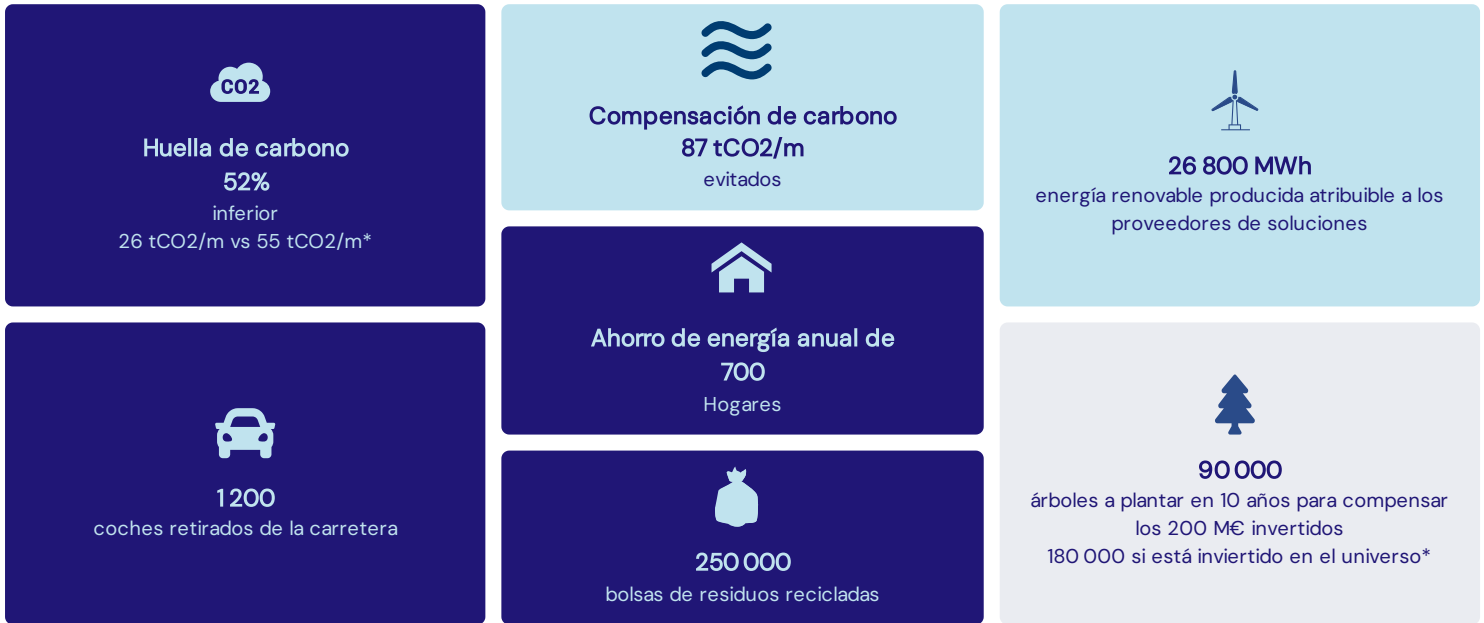 CO2
Huella de carbono
52%
inferior
26 tCO2/m vs 55 tCO2/m*
1 200
coches retirados de la carretera
Compensación de carbono
87 tCO2/m
evitados
Ahorro de energía anual de
700
Hogares
250 000
bolsas de residuos recicladas
26 800 MWh
energía renovable producida atribuible a los
proveedores de soluciones
90 000
árboles a plantar en 10 años para compensar
los 200 M€ invertidos
180 000 si está inviertido en el universo*